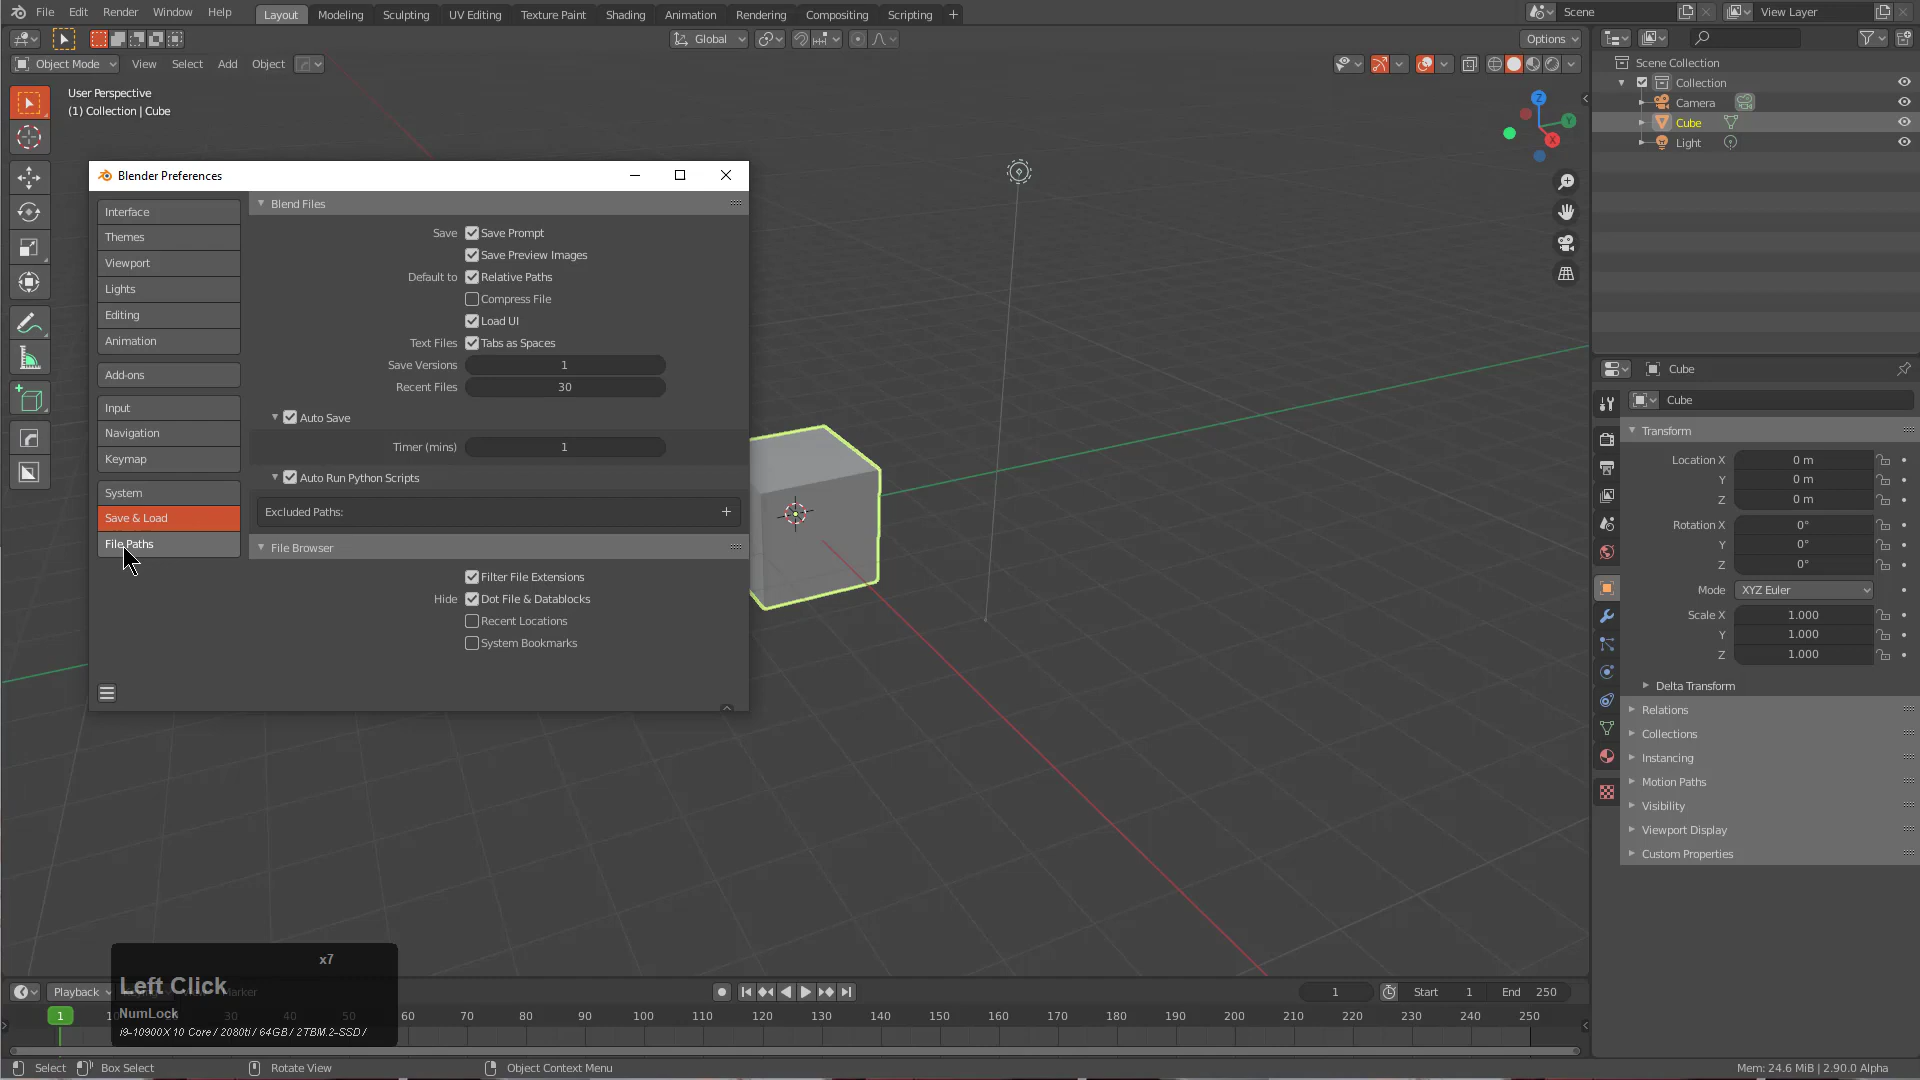 File Edit Render Window Help
Layout Modeling Sculpting UV Editing Texture Paint Shading Animation Rendering Compositing Scripting +
Scene
View Layer
Global
Options
Object Mode View Select Add Object
User Perspective
(1) Collection | Cube
Z
Y
X
Scene Collection
Collection
Camera
Cube
Light
Blender Preferences
Interface
Themes
Viewport
Lights
Editing
Animation
Add-ons
Input
Navigation
Keymap
System
Save & Load
File Paths
Blend Files
Save Save Prompt
Save Preview Images
Default to Relative Paths
Compress File
Load UI
Text Files Tabs as Spaces
Save Versions 1
Recent Files 30
Auto Save
Timer (mins) 1
Auto Run Python Scripts
Excluded Paths: +
File Browser
Filter File Extensions
Hide Dot File & Datablocks
Recent Locations
System Bookmarks
Cube
Cube
Transform
Location X 0 m
Y 0 m
Z 0 m
Rotation X 0°
Y 0°
Z 0°
Mode XYZ Euler
Scale X 1.000
Y 1.000
Z 1.000
Delta Transform
Relations
Collections
Instancing
Motion Paths
Visibility
Viewport Display
Custom Properties
x7
Left Click
NumLock
i9-10900X 10 Core / 2080ti / 64GB / 2TBM.2-SSD /
Playback Marker
1 Start 1 End 250
1 30 40 50 60 70 80 90 100 110 120 130 140 150 160 170 180 190 200 210 220 230 240 250
Select Box Select Rotate View Object Context Menu
Mem: 24.6 MiB | 2.90.0 Alpha